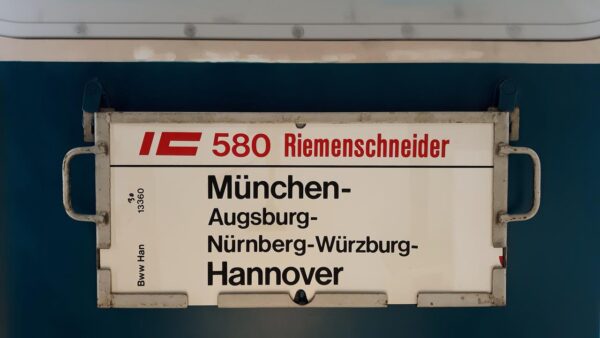 IC 580 Riemenschneider
München-
Augsburg-
Nürnberg-Würzburg-
Hannover
13360
Bww Han